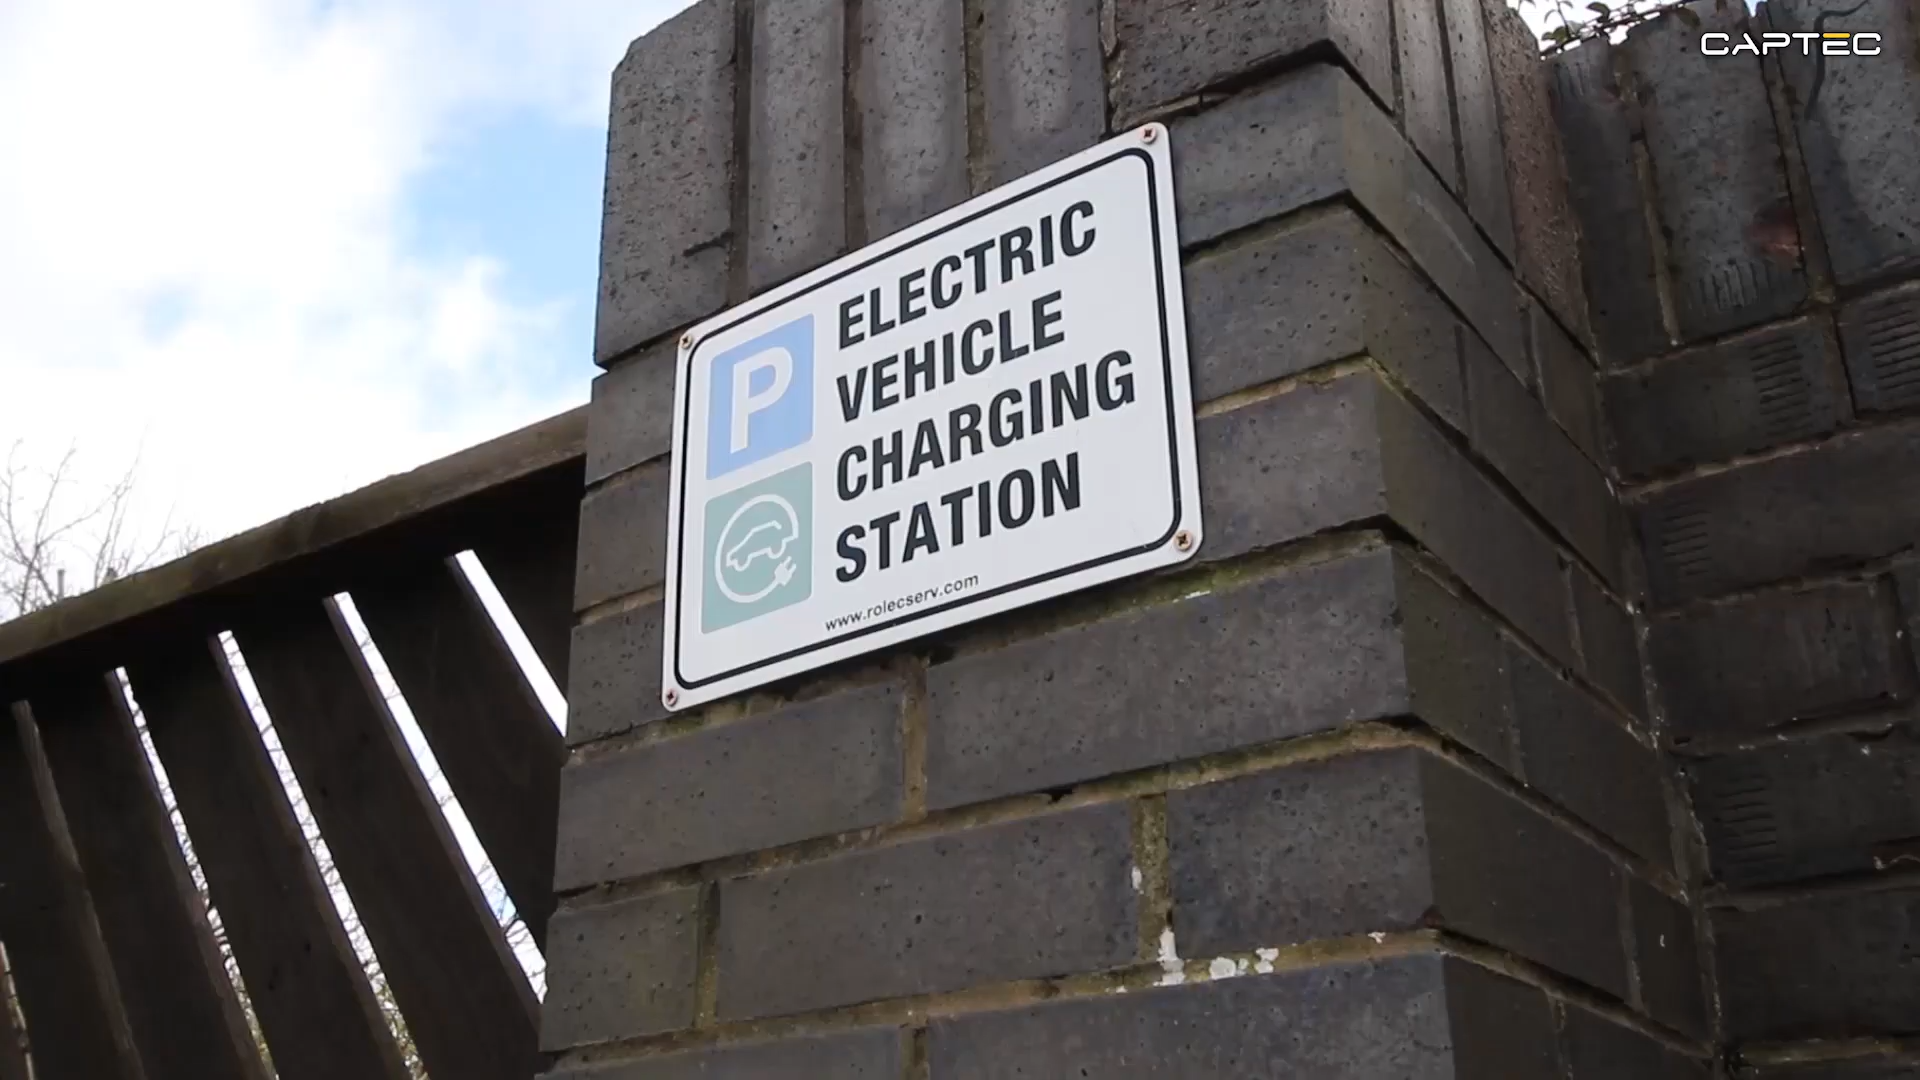 CAPTEC
P
ELECTRIC
VEHICLE
CHARGING
STATION
www.rolecserv.com